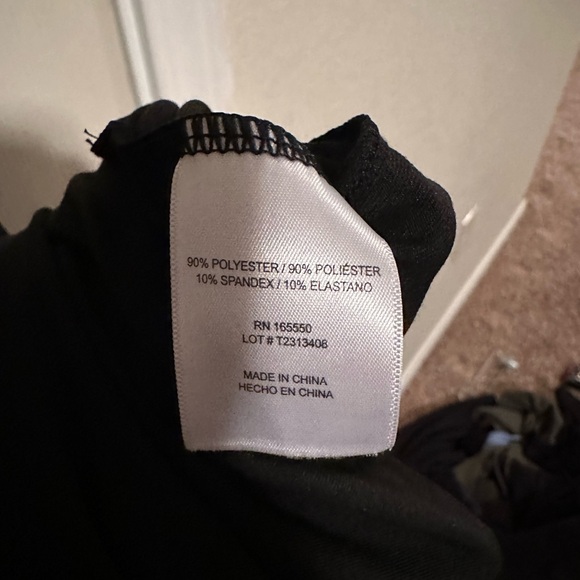 90% POLYESTER / 90% POLIÉSTER
10% SPANDEX / 10% ELASTANO
RN 165550
LOT # T2313408
MADE IN CHINA
HECHO EN CHINA